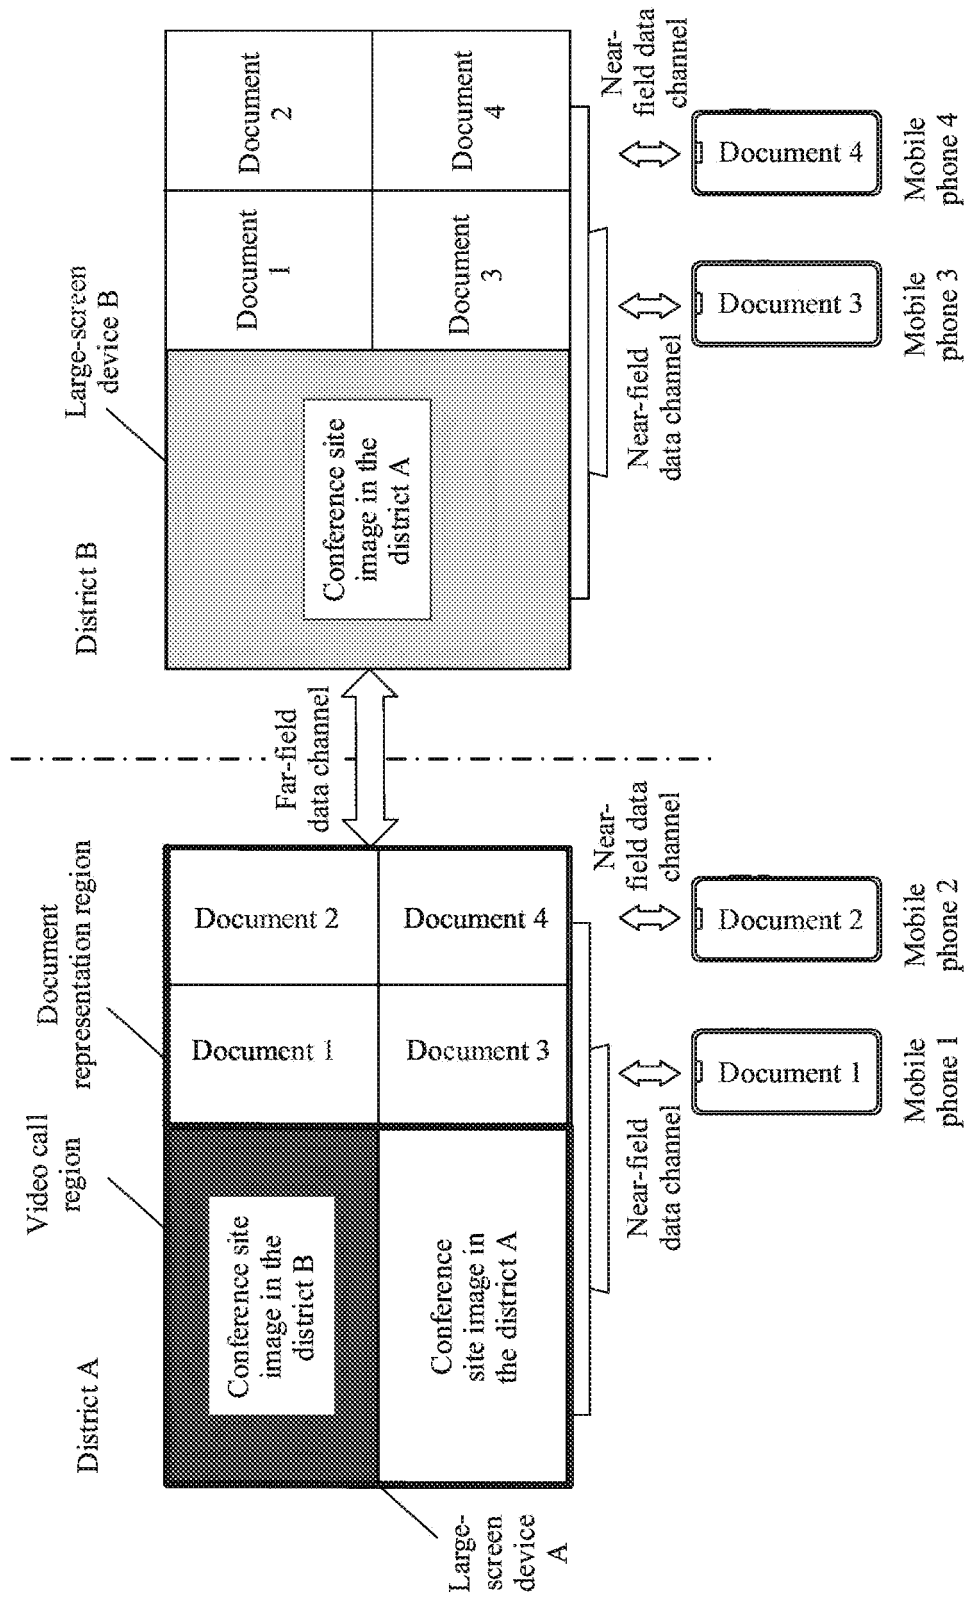 District A
Video call
region
Document
representation region
District B
Large-screen
device B
Conference site
image in the
district B
Conference
site image in
the district A
Document 1
Document 2
Document 3
Document 4
Large-
screen
device
A
Far-field
data channel
Conference site
image in the
district A
Document
1
Document
2
Document
3
Document
4
Near-field
data channel
Near-
field data
channel
Near-field
data channel
Near-
field data
channel
Document 1
Document 2
Document 3
Document 4
Mobile
phone 1
Mobile
phone 2
Mobile
phone 3
Mobile
phone 4